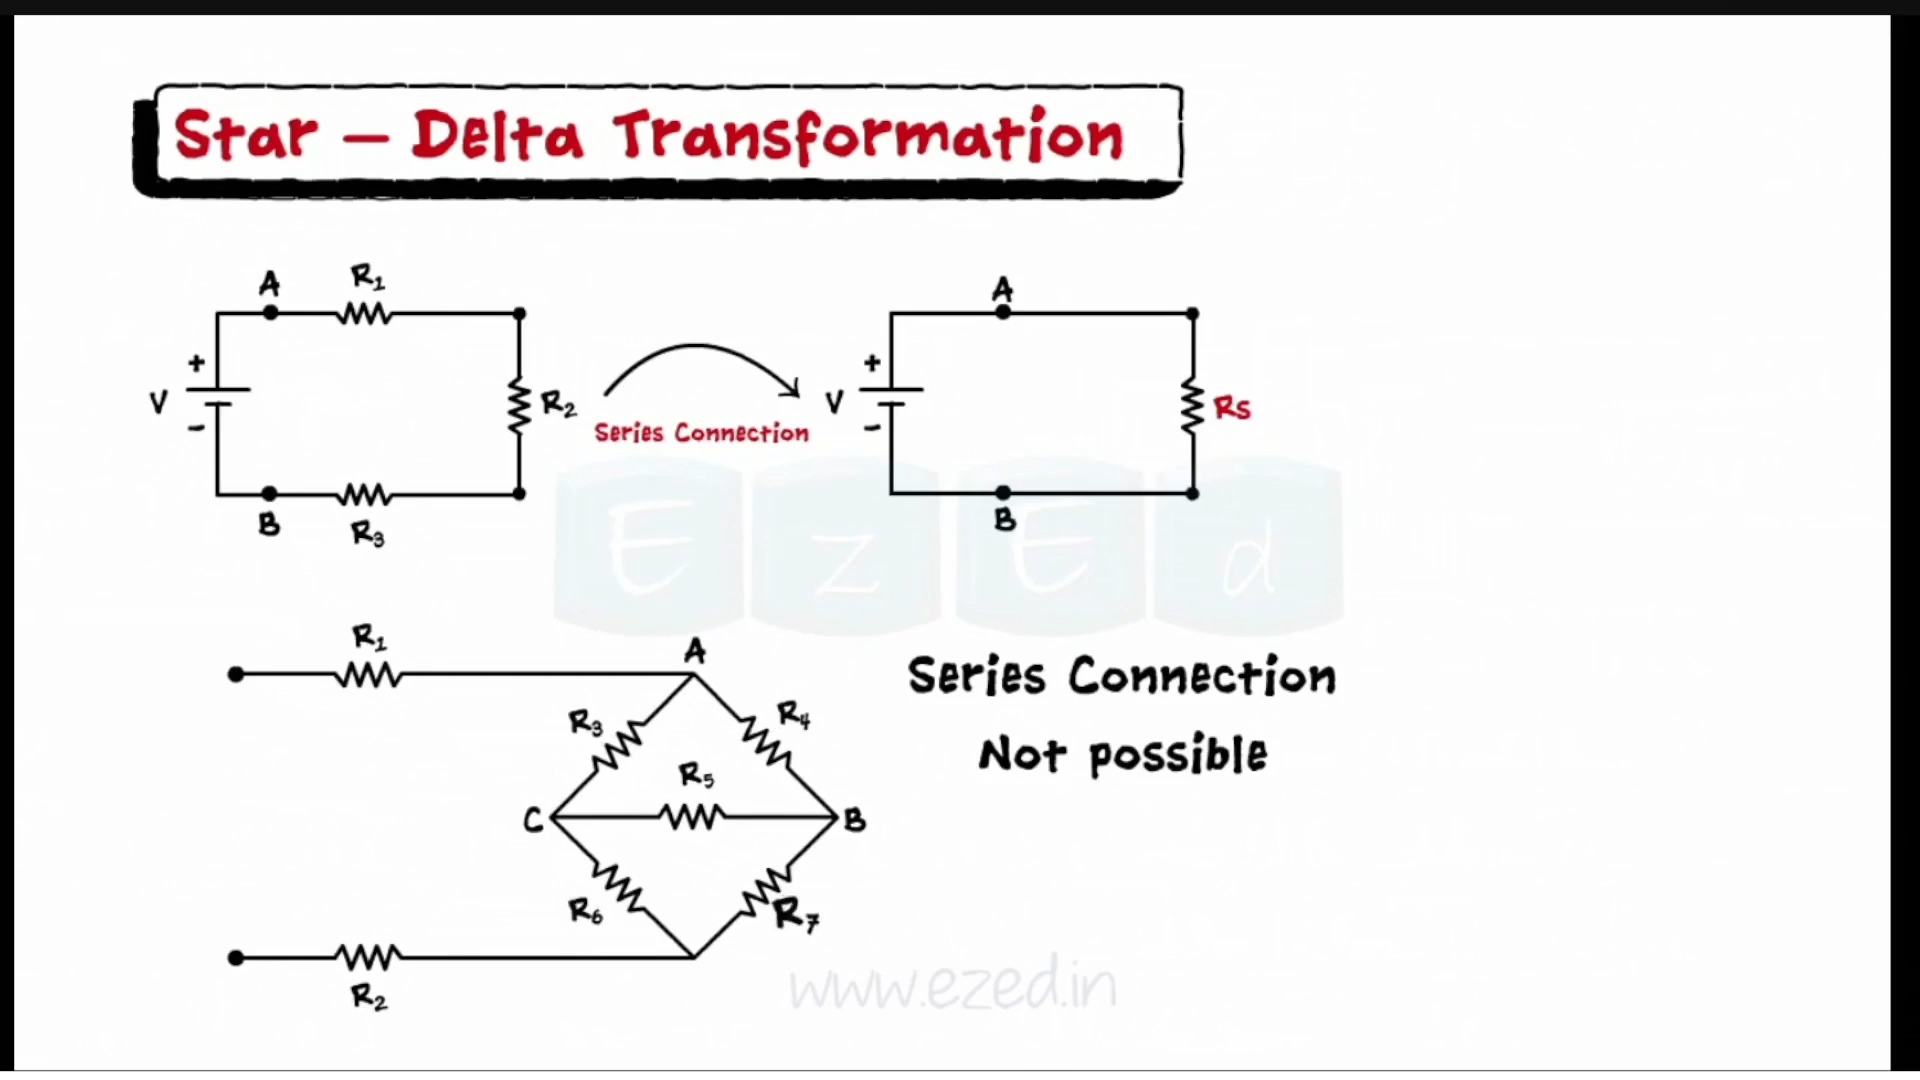 Star – Delta Transformation
A
R1
+
V
-
R2
B
R3
Series Connection
A
+
V
-
Rs
B
E z E d
R1
A
R3
R4
R5
C
B
R6
R7
R2
Series Connection
Not possible
www.ezed.in